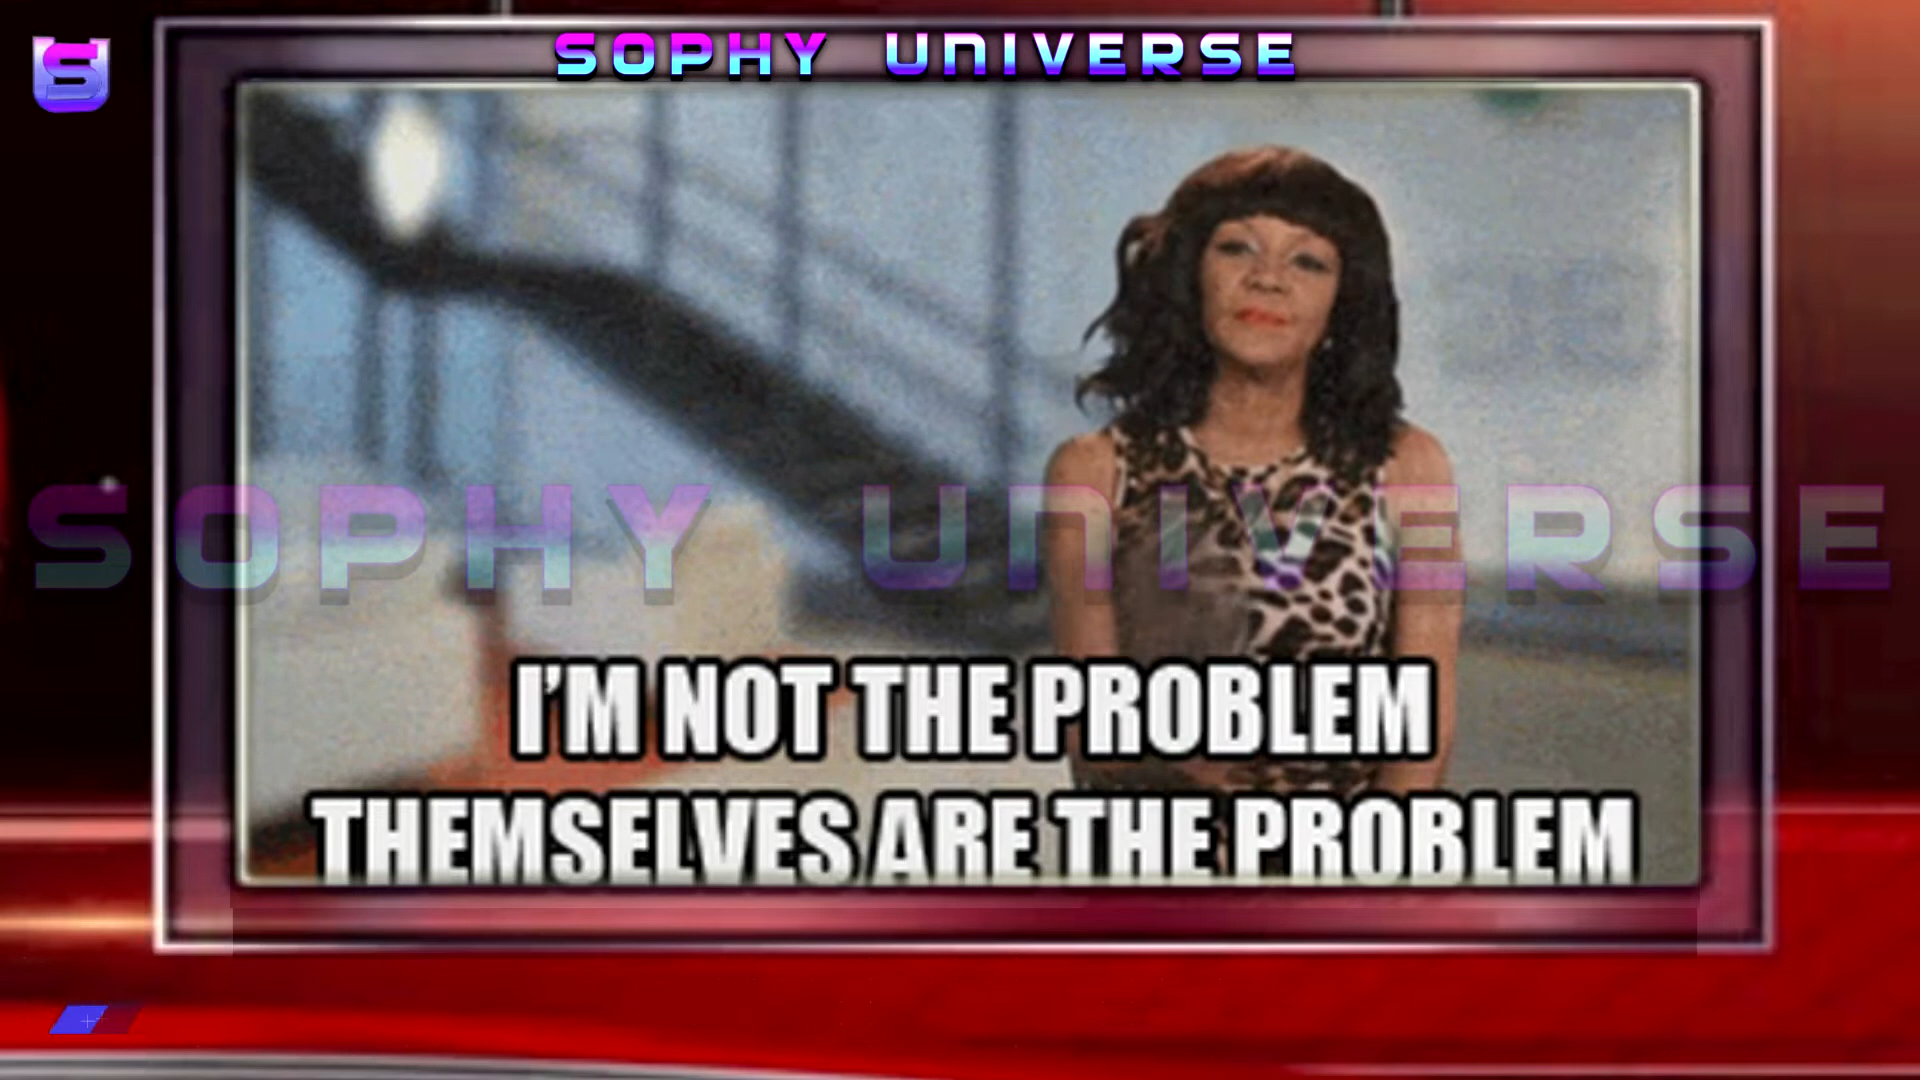 SOPHY UNIVERSE
S
SOPHY UNIVERSE
I'M NOT THE PROBLEM
THEMSELVES ARE THE PROBLEM